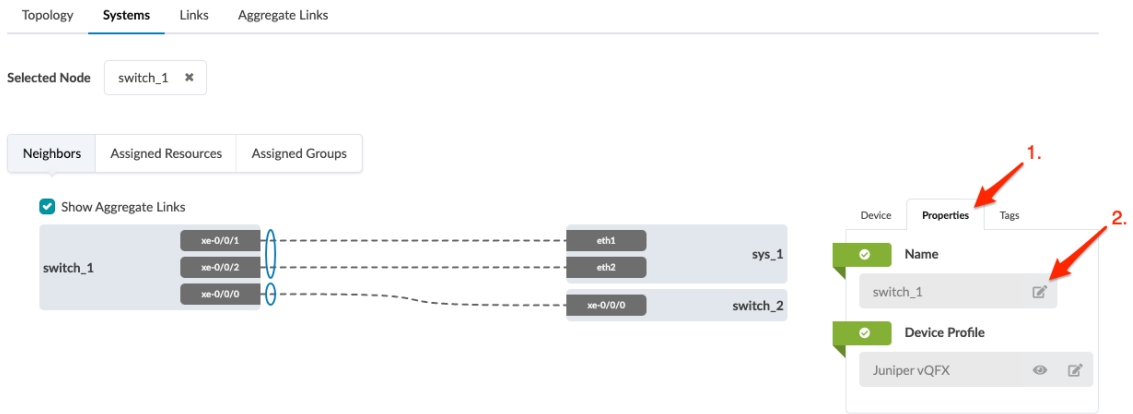 Topology Systems Links Aggregate Links
Selected Node switch_1
Neighbors Assigned Resources Assigned Groups
1.
Show Aggregate Links
Device Properties Tags
2.
switch_1
xe-0/0/1
xe-0/0/2
xe-0/0/0
eth1
eth2
sys_1
xe-0/0/0
switch_2
Name
switch_1
Device Profile
Juniper vQFX